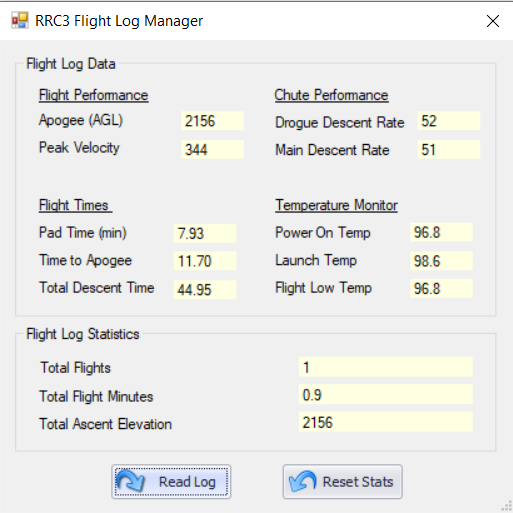 RRC3 Flight Log Manager
Flight Log Data
Flight Performance
Apogee (AGL) 2156
Peak Velocity 344
Chute Performance
Drogue Descent Rate 52
Main Descent Rate 51
Flight Times
Pad Time (min) 7.93
Time to Apogee 11.70
Total Descent Time 44.95
Temperature Monitor
Power On Temp 96.8
Launch Temp 98.6
Flight Low Temp 96.8
Flight Log Statistics
Total Flights 1
Total Flight Minutes 0.9
Total Ascent Elevation 2156
Read Log
Reset Stats